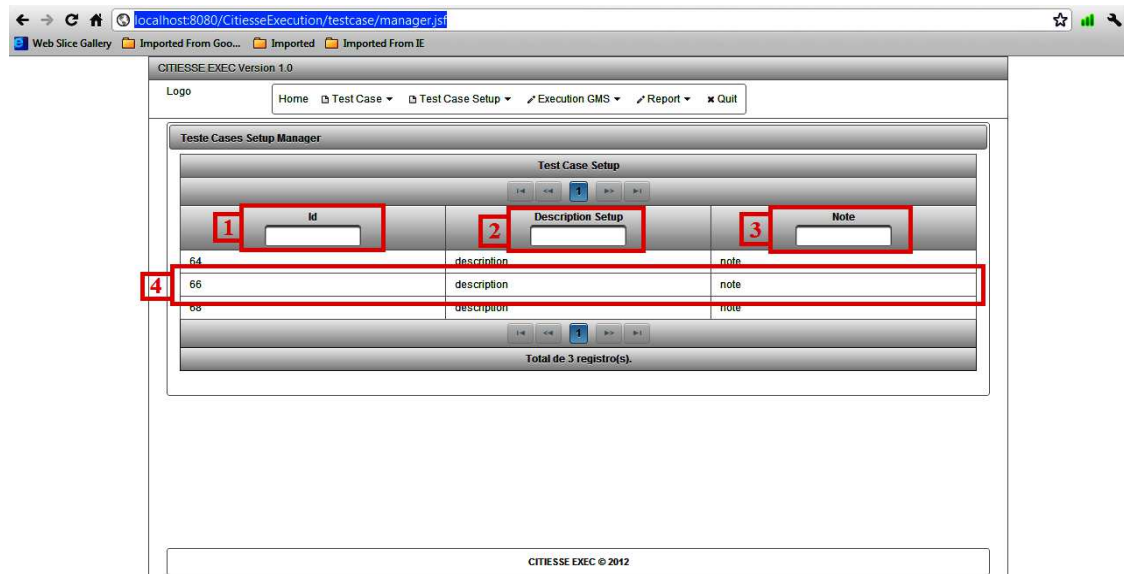 localhost:8080/CitiesseExecution/testcase/manager.jsf
Web Slice Gallery Imported From Goo... Imported Imported From IE
CITIESSE EXEC Version 1.0
Logo
Home Test Case Test Case Setup Execution GMS Report Quit
Teste Cases Setup Manager
Test Case Setup
1
1 Id 2 Description Setup 3 Note
64 description note
4 66 description note
68 description note
1
Total de 3 registro(s).
CITIESSE EXEC © 2012